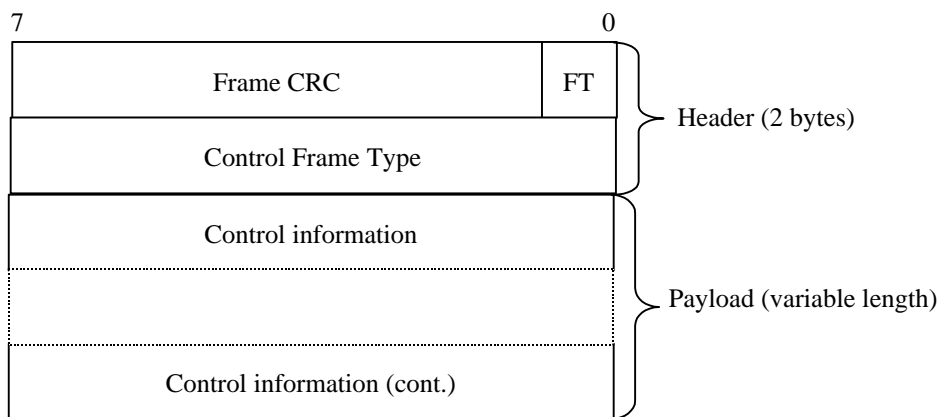 7 0
Frame CRC FT
Header (2 bytes)
Control Frame Type
Control information
Payload (variable length)
Control information (cont.)